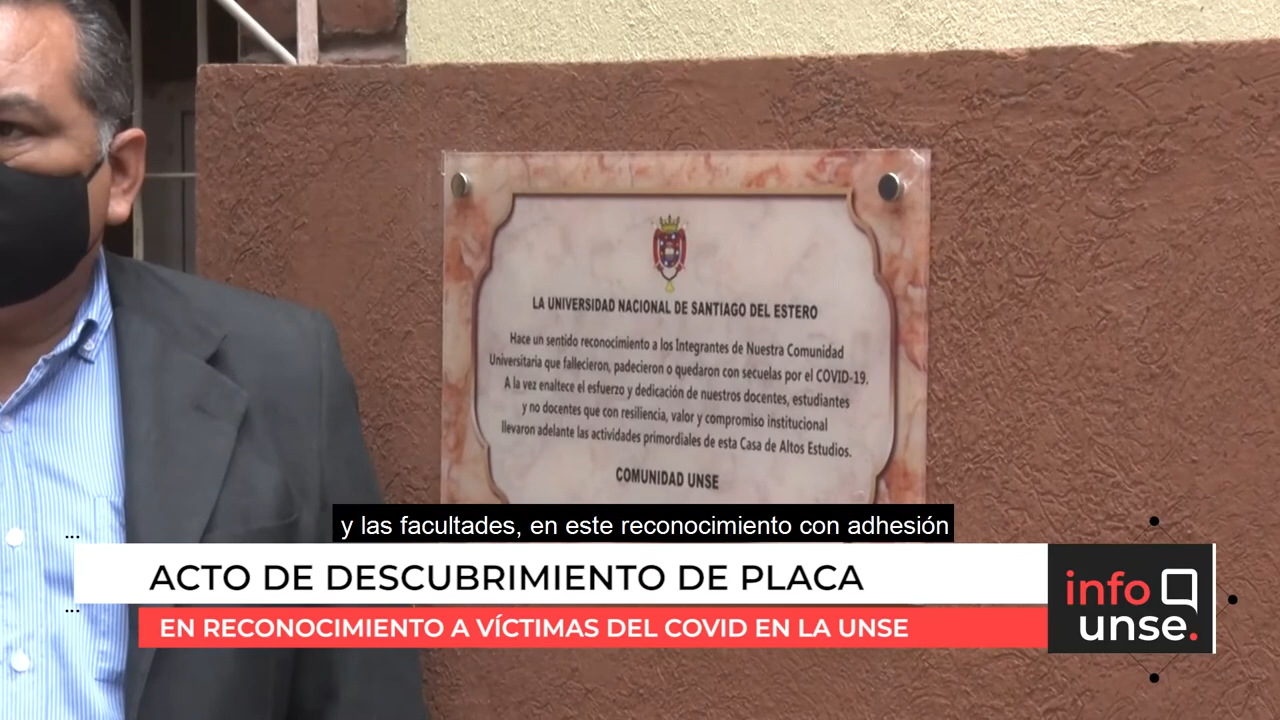 LA UNIVERSIDAD NACIONAL DE SANTIAGO DEL ESTERO
Hace un sentido reconocimiento a los Integrantes de Nuestra Comunidad
Universitaria que fallecieron, padecieron o quedaron con secuelas por el COVID-19.
A la vez enaltece el esfuerzo y dedicación de nuestros docentes, estudiantes
y no docentes que con resiliencia, valor y compromiso institucional
llevaron adelante las actividades primordiales de esta Casa de Altos Estudios.
COMUNIDAD UNSE
y las facultades, en este reconocimiento con adhesión
ACTO DE DESCUBRIMIENTO DE PLACA
EN RECONOCIMIENTO A VÍCTIMAS DEL COVID EN LA UNSE
info
unse.